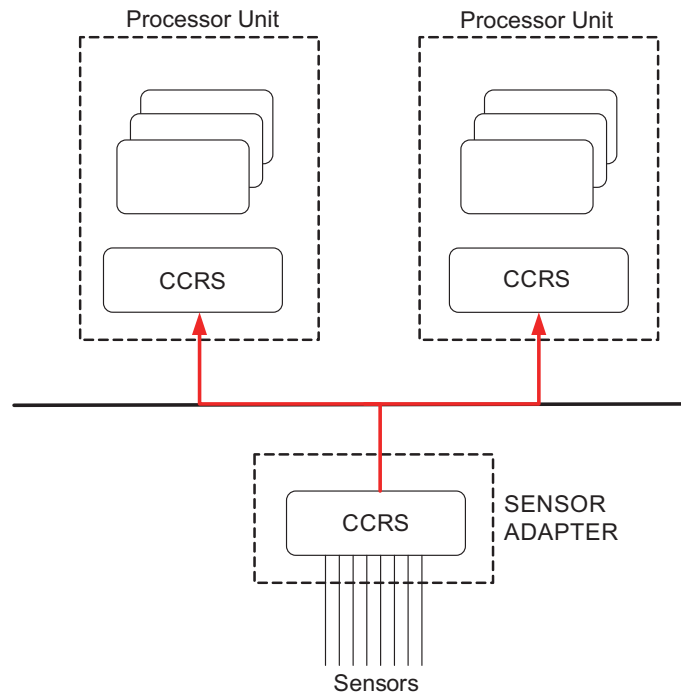 Processor Unit
Processor Unit
CCRS
CCRS
CCRS
SENSOR
ADAPTER
Sensors